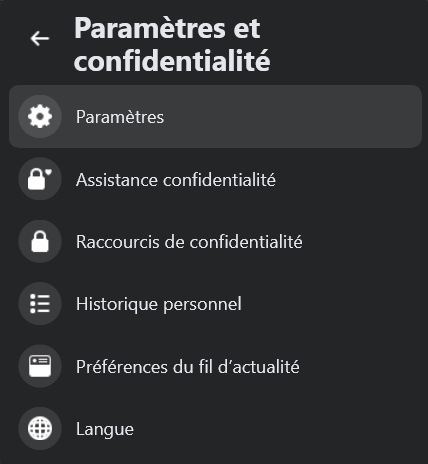 Paramètres et
confidentialité
Paramètres
Assistance confidentialité
Raccourcis de confidentialité
Historique personnel
Préférences du fil d’actualité
Langue